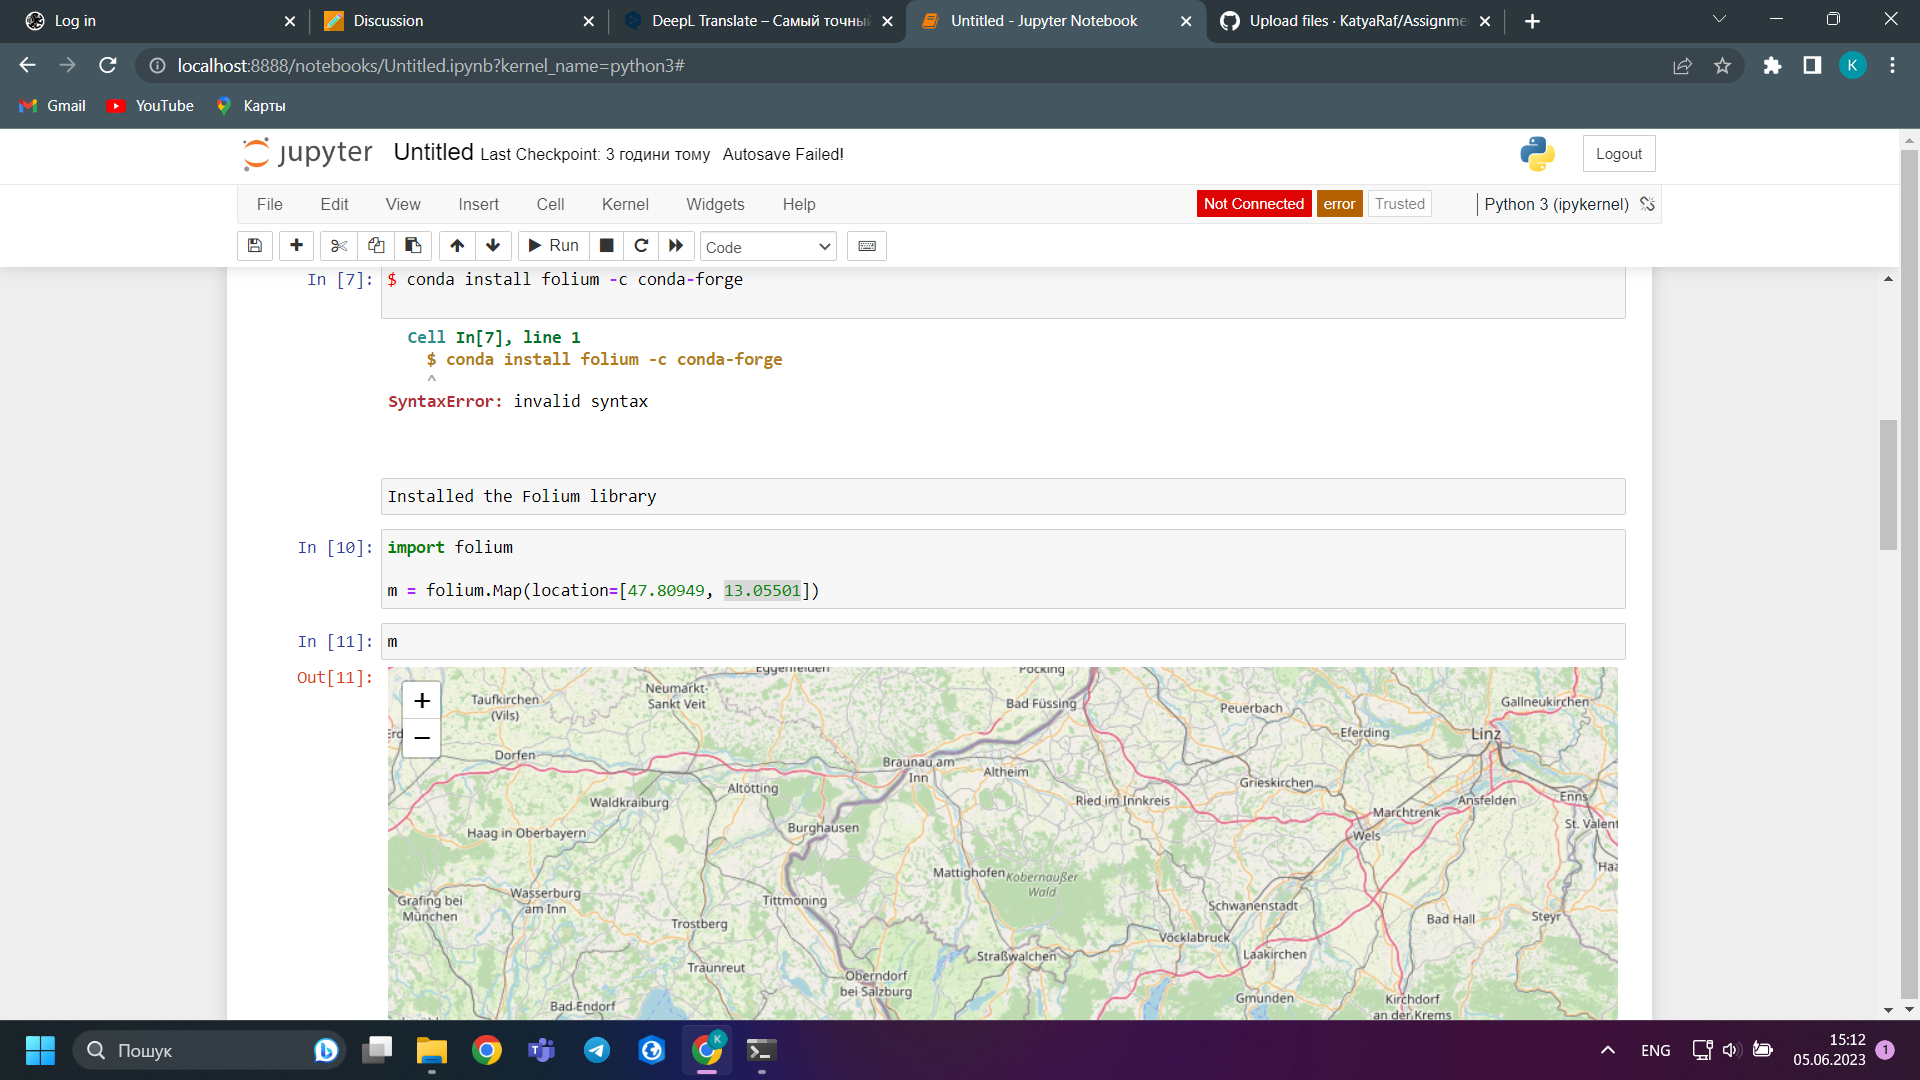 Log in
Discussion
DeepL Translate – Самый точный
Untitled - Jupyter Notebook
Upload files · KatyaRaf/Assignme
localhost:8888/notebooks/Untitled.ipynb?kernel_name=python3#
K
Gmail
YouTube
Карты
jupyter Untitled Last Checkpoint: 3 години тому Autosave Failed!
Logout
File Edit View Insert Cell Kernel Widgets Help
Not Connected error Trusted Python 3 (ipykernel)
Run Code
In [7]: $ conda install folium -c conda-forge
Cell In[7], line 1
$ conda install folium -c conda-forge
^
SyntaxError: invalid syntax
Installed the Folium library
In [10]: import folium
m = folium.Map(location=[47.80949, 13.05501])
In [11]: m
Out[11]:
+
−
Eggenfelden
Pocking
Taufkirchen
(Vils)
Neumarkt-
Sankt Veit
Bad Füssing
Peuerbach
Gallneukirchen
Erd
Eferding
Linz
Dorfen
Braunau am
Inn
Altheim
Grieskirchen
Altötting
Waldkraiburg
Ried im Innkreis
Ansfelden
Enns
Marchtrenk
Haag in Oberbayern
Burghausen
Wels
St. Valent
Mattighofen
Kobernaußer
Wald
Haa
Grafing bei
München
Wasserburg
am Inn
Tittmoning
Schwanenstadt
Bad Hall
Steyr
Trostberg
Vöcklabruck
Straßwalchen
Laakirchen
Traunreut
Oberndorf
bei Salzburg
Bad Endorf
Gmunden
Kirchdorf
an der Krems
Пошук
K
ENG
15:12
05.06.2023
1